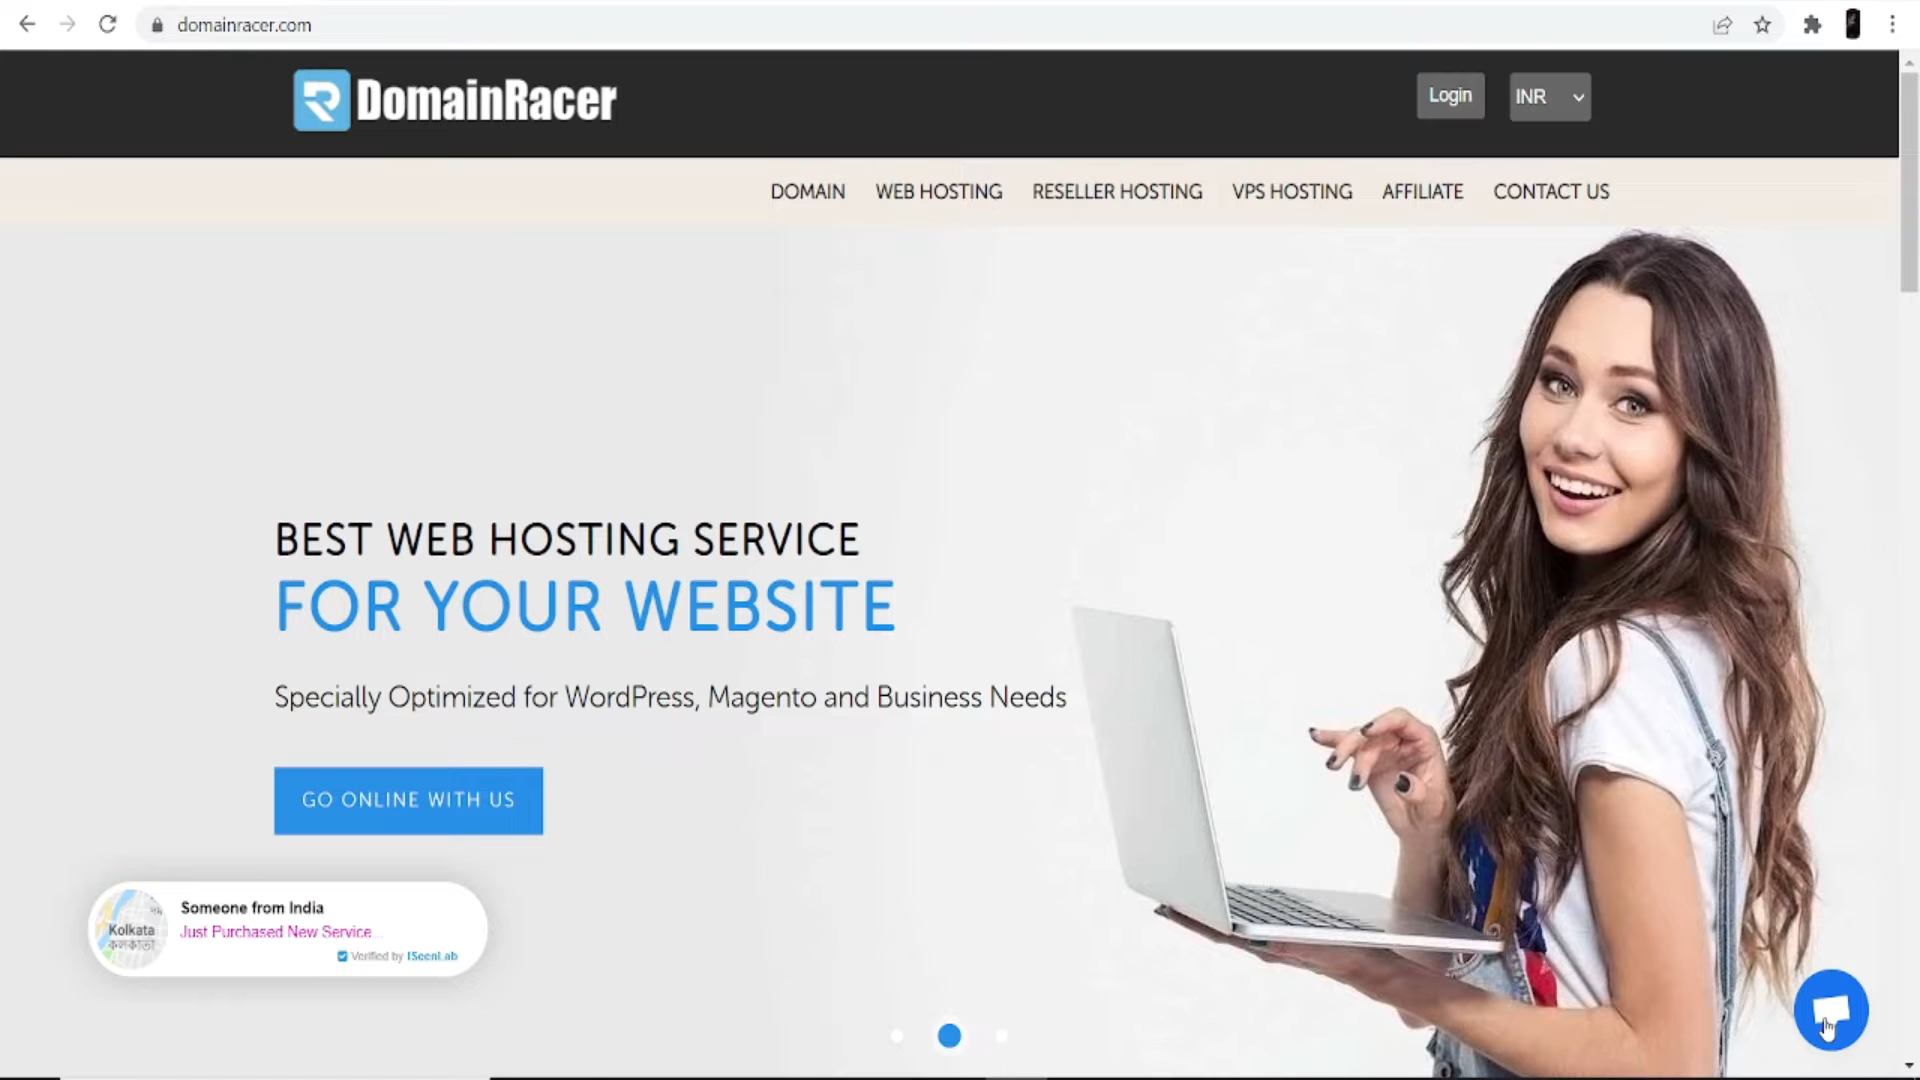 domainracer.com
DomainRacer
Login
INR
DOMAIN WEB HOSTING RESELLER HOSTING VPS HOSTING AFFILIATE CONTACT US
BEST WEB HOSTING SERVICE
FOR YOUR WEBSITE
Specially Optimized for WordPress, Magento and Business Needs
GO ONLINE WITH US
Someone from India
Just Purchased New Service...
Verified by ISeenLab
Kolkata
কলকাতা